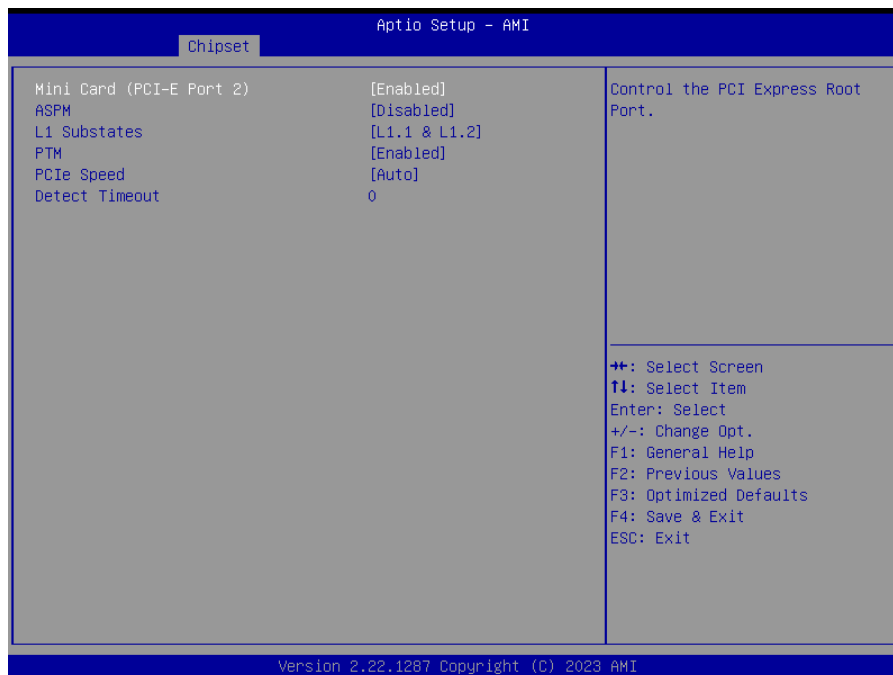 Aptio Setup – AMI
Chipset
Mini Card (PCI-E Port 2) [Enabled]
ASPM [Disabled]
L1 Substates [L1.1 & L1.2]
PTM [Enabled]
PCIe Speed [Auto]
Detect Timeout 0
Control the PCI Express Root
Port.
→←: Select Screen
↑↓: Select Item
Enter: Select
+/-: Change Opt.
F1: General Help
F2: Previous Values
F3: Optimized Defaults
F4: Save & Exit
ESC: Exit
Version 2.22.1287 Copyright (C) 2023 AMI